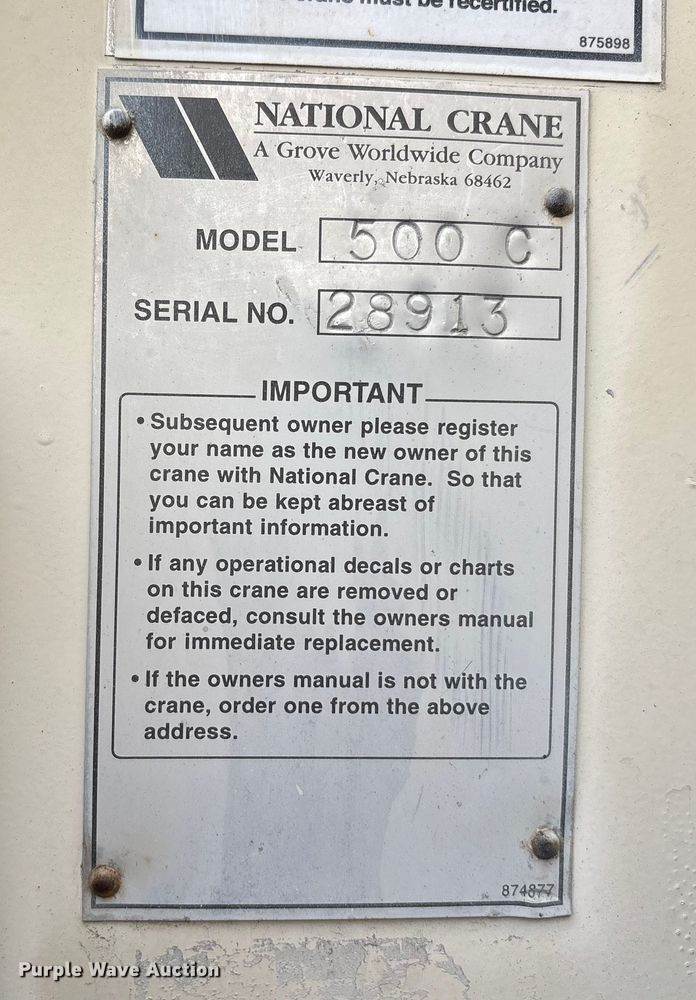 must be recertified.
875898
NATIONAL CRANE
A Grove Worldwide Company
Waverly, Nebraska 68462
MODEL 500 C
SERIAL NO. 28913
IMPORTANT
• Subsequent owner please register
your name as the new owner of this
crane with National Crane. So that
you can be kept abreast of
important information.
• If any operational decals or charts
on this crane are removed or
defaced, consult the owners manual
for immediate replacement.
• If the owners manual is not with the
crane, order one from the above
address.
874877
Purple Wave Auction